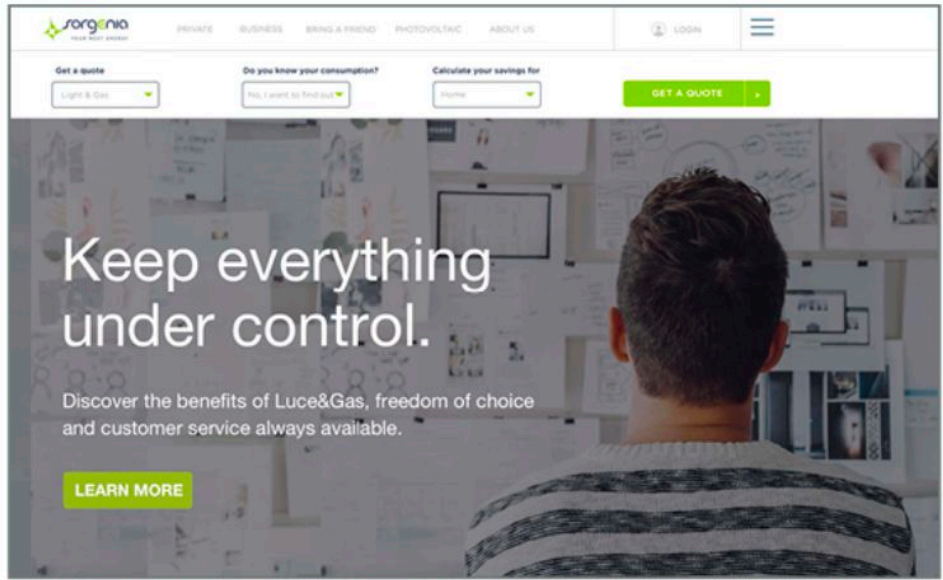 sorgenia
YOUR NEXT ENERGY
PRIVATE
BUSINESS
BRING A FRIEND
PHOTOVOLTAIC
ABOUT US
LOGIN
Get a quote
Do you know your consumption?
Calculate your savings for
Light & Gas
No, I want to find out
Home
GET A QUOTE >
Keep everything
under control.
Discover the benefits of Luce&Gas, freedom of choice
and customer service always available.
LEARN MORE